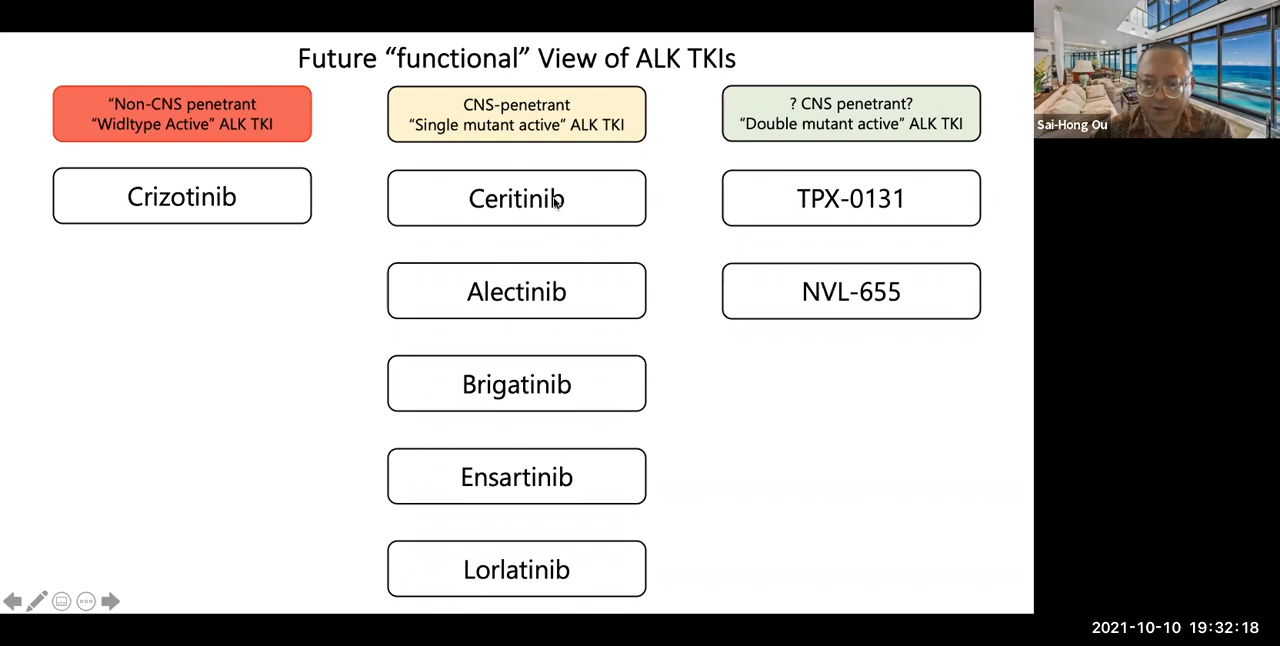 Future “functional” View of ALK TKIs
“Non-CNS penetrant
“Widltype Active” ALK TKI
CNS-penetrant
“Single mutant active” ALK TKI
? CNS penetrant?
“Double mutant active” ALK TKI
Crizotinib
Ceritinib
TPX-0131
Alectinib
NVL-655
Brigatinib
Ensartinib
Lorlatinib
Sai-Hong Ou
2021-10-10 19:32:18